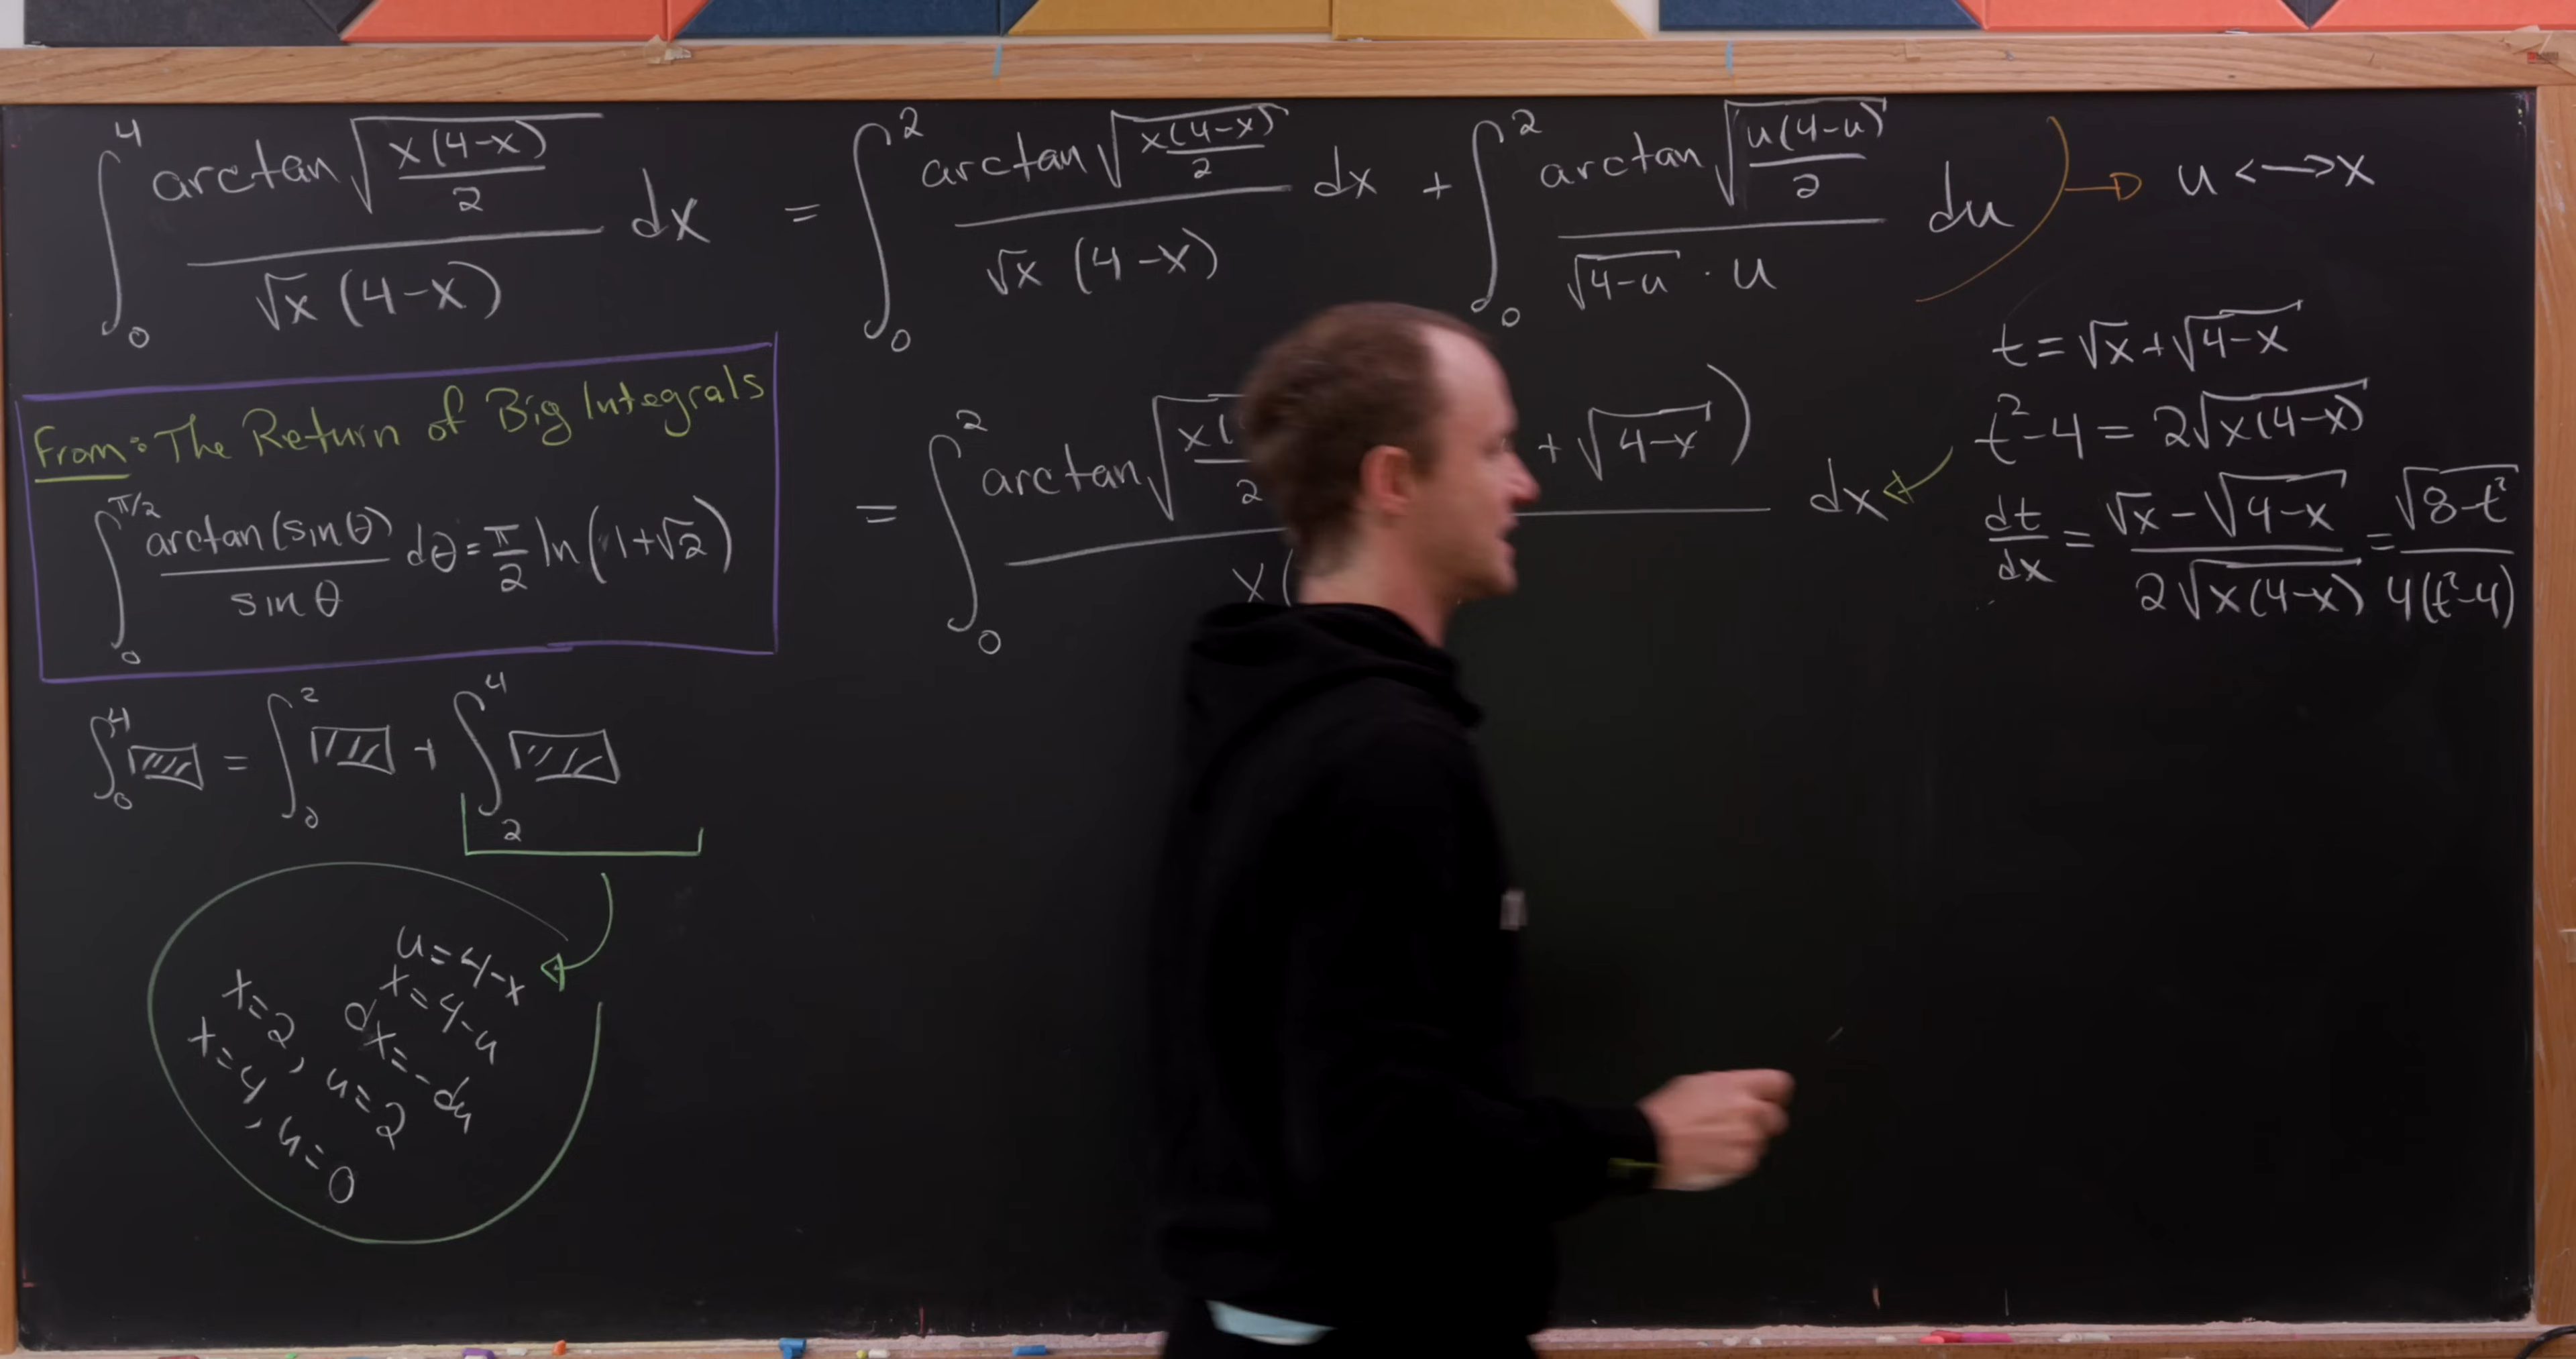 ∫₀⁴ arctan√(x(4-x)/2) / (√x (4-x)) dx = ∫₀² arctan√(x(4-x)/2) / (√x (4-x)) dx + ∫₀² arctan√(u(4-u)/2) / (√(4-u) · u) du → u <—> x
From: The Return of Big Integrals
∫₀^(π/2) arctan(sinθ)/sinθ dθ = π/2 ln(1+√2)
∫₀⁴ = ∫₀² + ∫₂⁴
u=4-x
x=4-u
dx=-du
x=2, u=2
x=4, u=0
= ∫₀² arctan√(x(/2 + √(4-x)) / x( dx
t = √x + √(4-x)
t²-4 = 2√(x(4-x))
dt/dx = (√x - √(4-x)) / (2√(x(4-x))) = √(8-t²) / (4(t²-4))